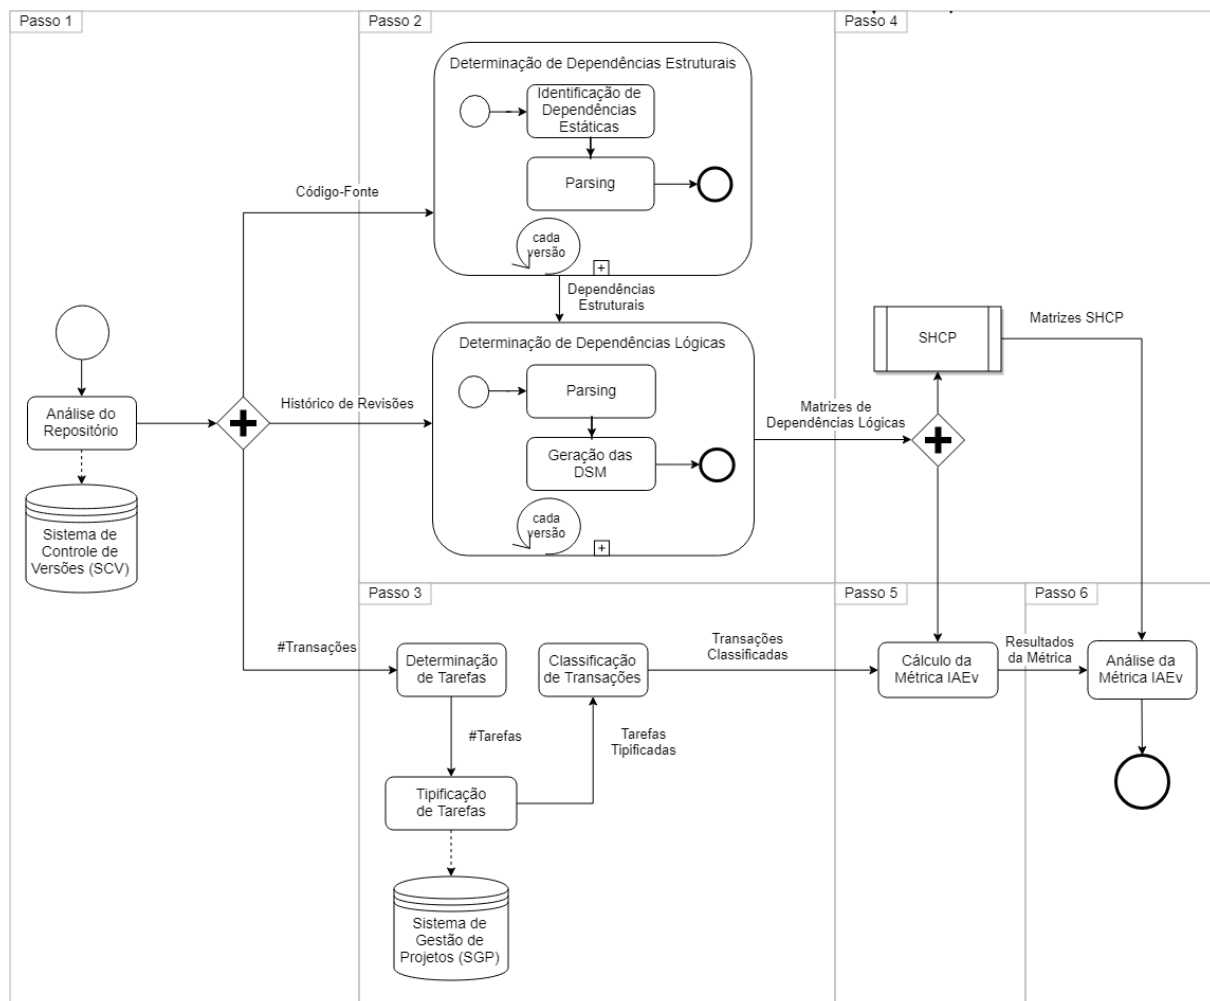 Passo 1
Passo 2
Passo 4
Determinação de Dependências Estruturais
Identificação de
Dependências
Estáticas
Parsing
Código-Fonte
cada
versão
Dependências
Estruturais
Determinação de Dependências Lógicas
Parsing
Geração das
DSM
cada
versão
Histórico de Revisões
Análise do
Repositório
Sistema de
Controle de
Versões (SCV)
Matrizes de
Dependências Lógicas
SHCP
Matrizes SHCP
Passo 3
Passo 5
Passo 6
#Transações
Determinação
de Tarefas
Classificação
de Transações
Transações
Classificadas
Cálculo da
Métrica IAEv
Resultados
da Métrica
Análise da
Métrica IAEv
#Tarefas
Tarefas
Tipificadas
Tipificação
de Tarefas
Sistema de
Gestão de
Projetos (SGP)